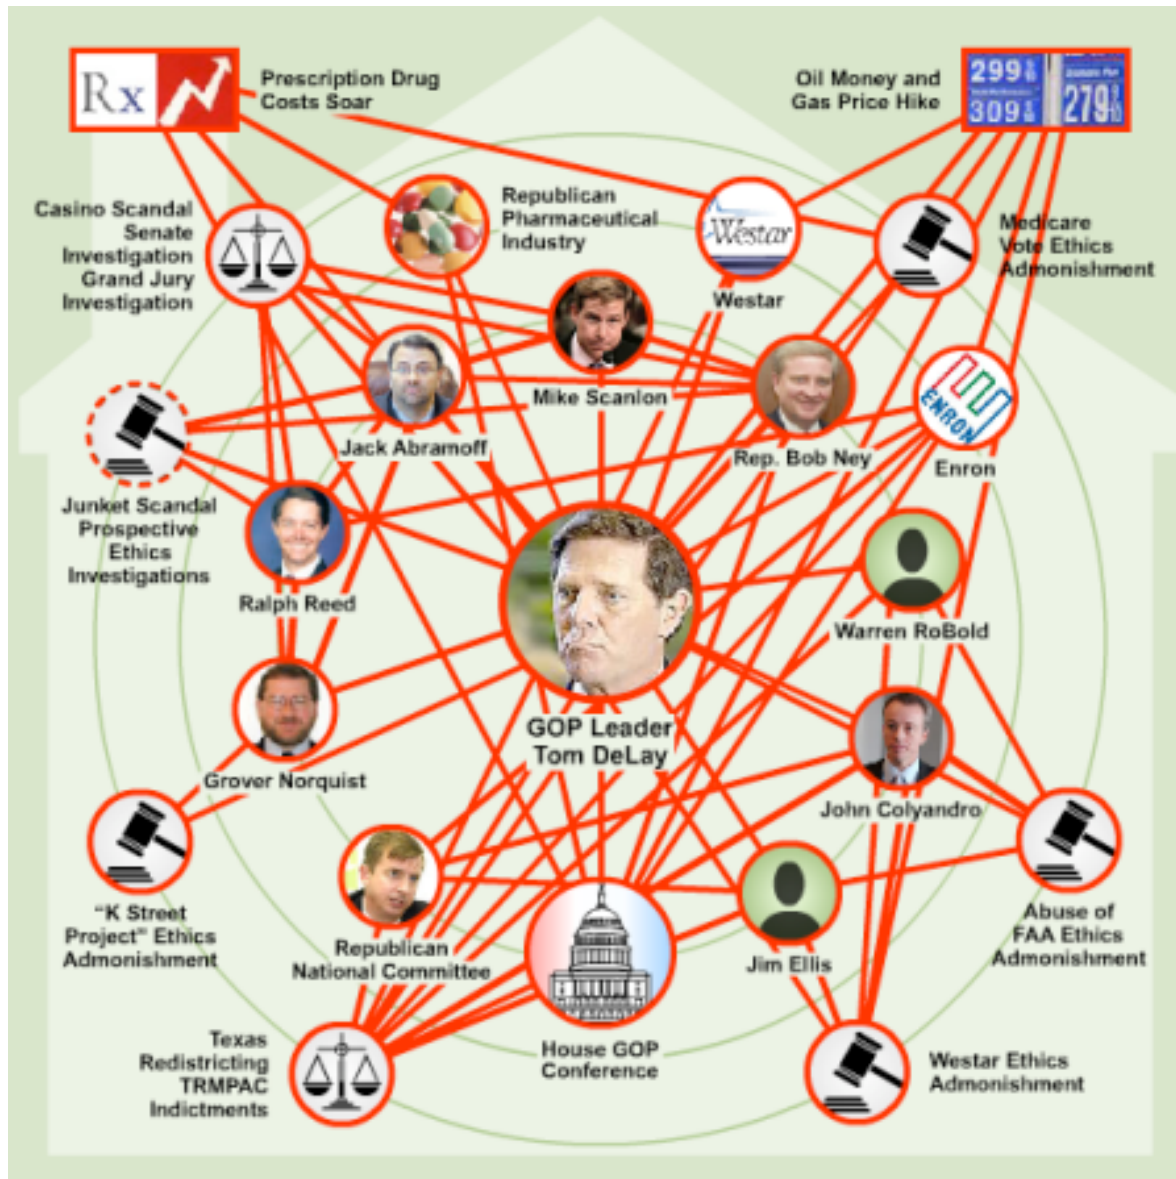 Rx
Prescription Drug
Costs Soar
Oil Money and
Gas Price Hike
299
309
279
Casino Scandal
Senate
Investigation
Grand Jury
Investigation
Republican
Pharmaceutical
Industry
Westar
Westar
Medicare
Vote Ethics
Admonishment
Mike Scanlon
Jack Abramoff
Rep. Bob Ney
ENRON
Enron
Junket Scandal
Prospective
Ethics
Investigations
Ralph Reed
Warren RoBold
GOP Leader
Tom DeLay
Grover Norquist
John Colyandro
"K Street
Project" Ethics
Admonishment
Republican
National Committee
Jim Ellis
Abuse of
FAA Ethics
Admonishment
Texas
Redistricting
TRMPAC
Indictments
House GOP
Conference
Westar Ethics
Admonishment